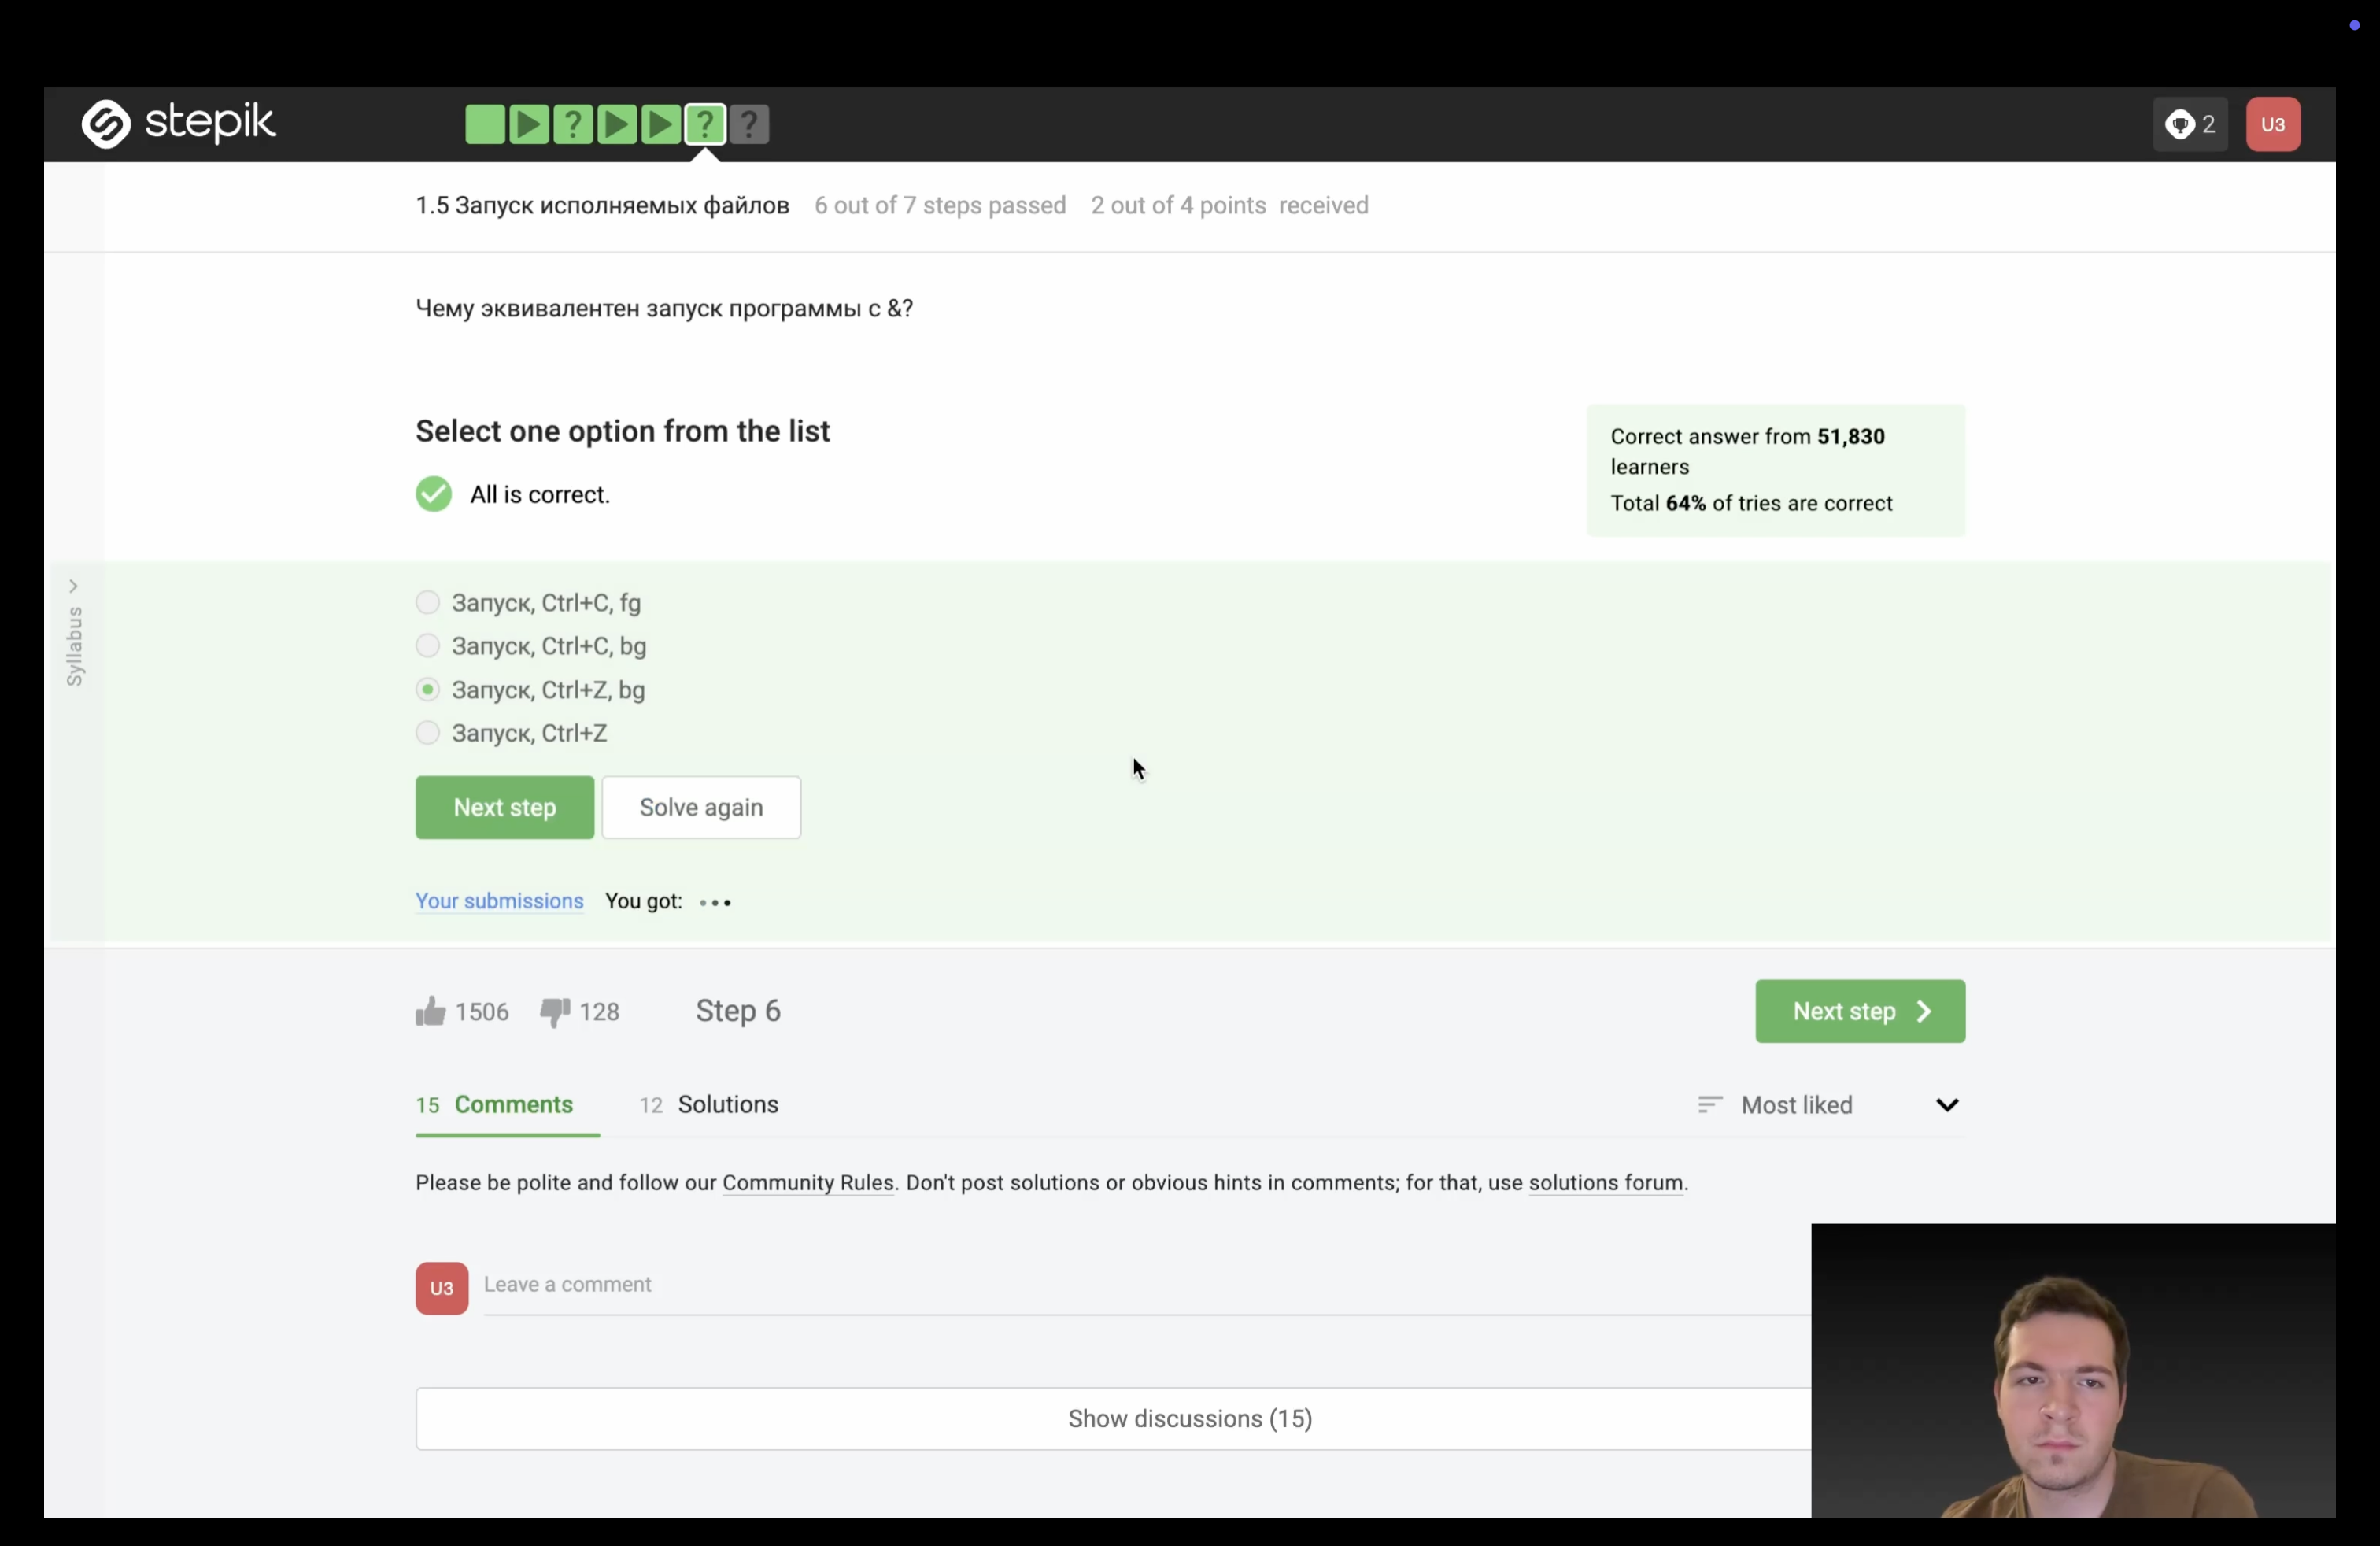 stepik
? ? ?
2
U3
1.5 Запуск исполняемых файлов 6 out of 7 steps passed 2 out of 4 points received
Чему эквивалентен запуск программы с &?
Select one option from the list
All is correct.
Correct answer from 51,830
learners
Total 64% of tries are correct
Syllabus
Запуск, Ctrl+C, fg
Запуск, Ctrl+C, bg
Запуск, Ctrl+Z, bg
Запуск, Ctrl+Z
Next step Solve again
Your submissions You got:
1506 128 Step 6 Next step
15 Comments 12 Solutions Most liked
Please be polite and follow our Community Rules. Don't post solutions or obvious hints in comments; for that, use solutions forum.
U3 Leave a comment
Show discussions (15)